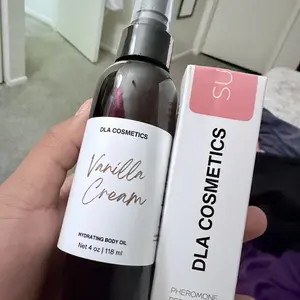 DLA COSMETICS
Vanilla
Cream
HYDRATING BODY OIL
Net 4 oz | 118 ml
SU
DLA COSMETICS
PHEROMONE